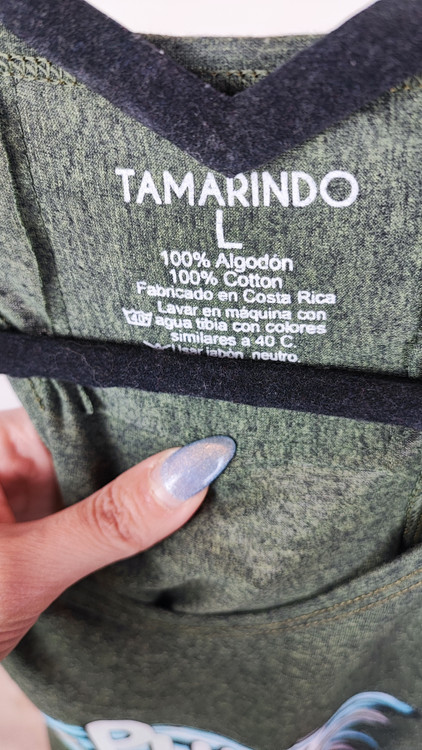 TAMARINDO
L
100% Algodón
100% Cotton
Fabricado en Costa Rica
Lavar en máquina con
40 agua tibia con colores
similares a 40 C.
Usar jabón neutro.